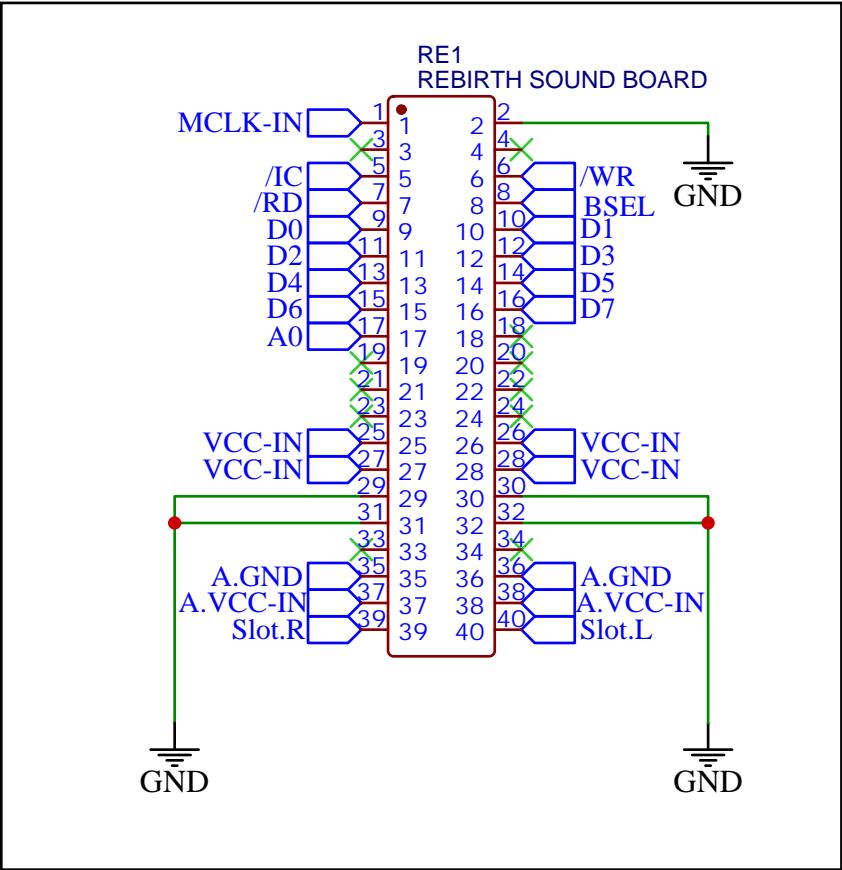 RE1
REBIRTH SOUND BOARD
MCLK-IN 1 1 2 2
3 3 4 4
/IC 5 5 6 6 /WR
/RD 7 7 8 8 BSEL
D0 9 9 10 10 D1
D2 11 11 12 12 D3
D4 13 13 14 14 D5
D6 15 15 16 16 D7
A0 17 17 18 18
19 19 20 20
21 21 22 22
23 23 24 24
VCC-IN 25 25 26 26 VCC-IN
VCC-IN 27 27 28 28 VCC-IN
29 29 30 30
31 31 32 32
33 33 34 34
A.GND 35 35 36 36 A.GND
A.VCC-IN 37 37 38 38 A.VCC-IN
Slot.R 39 39 40 40 Slot.L
GND
GND
GND